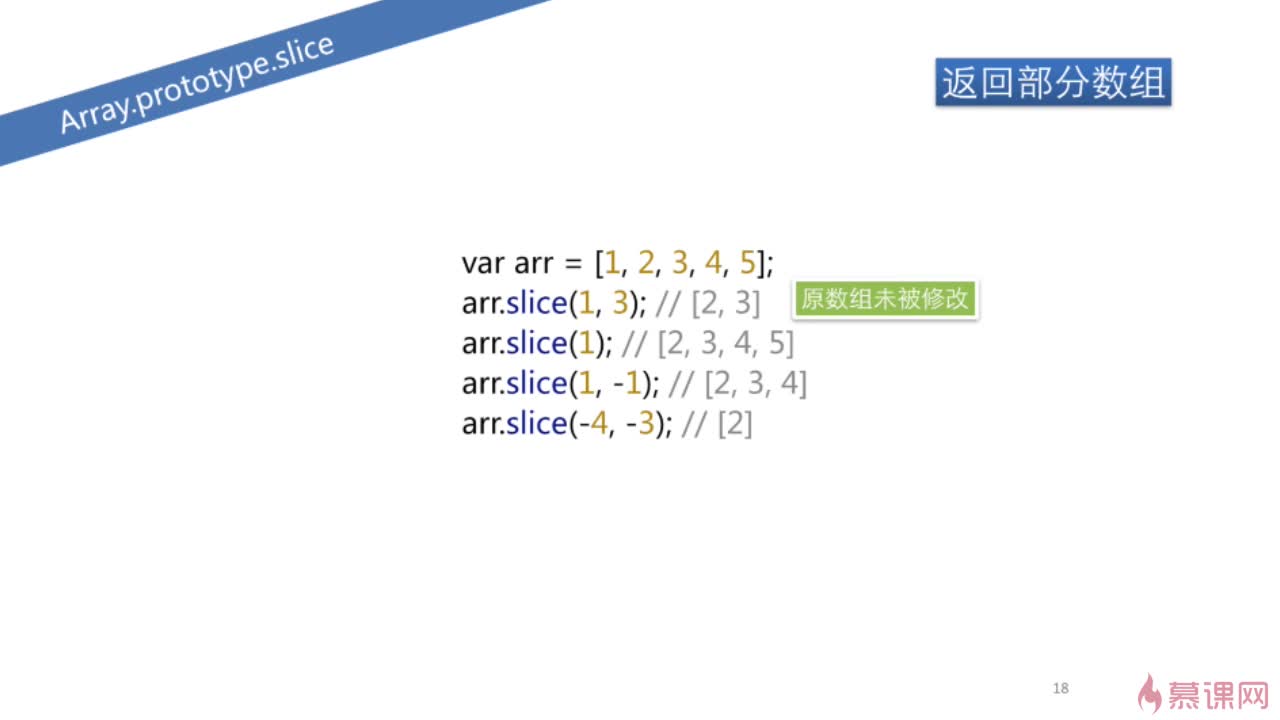 Array.prototype.slice
返回部分数组
var arr = [1, 2, 3, 4, 5];
arr.slice(1, 3); // [2, 3]
原数组未被修改
arr.slice(1); // [2, 3, 4, 5]
arr.slice(1, -1); // [2, 3, 4]
arr.slice(-4, -3); // [2]
18
慕课网